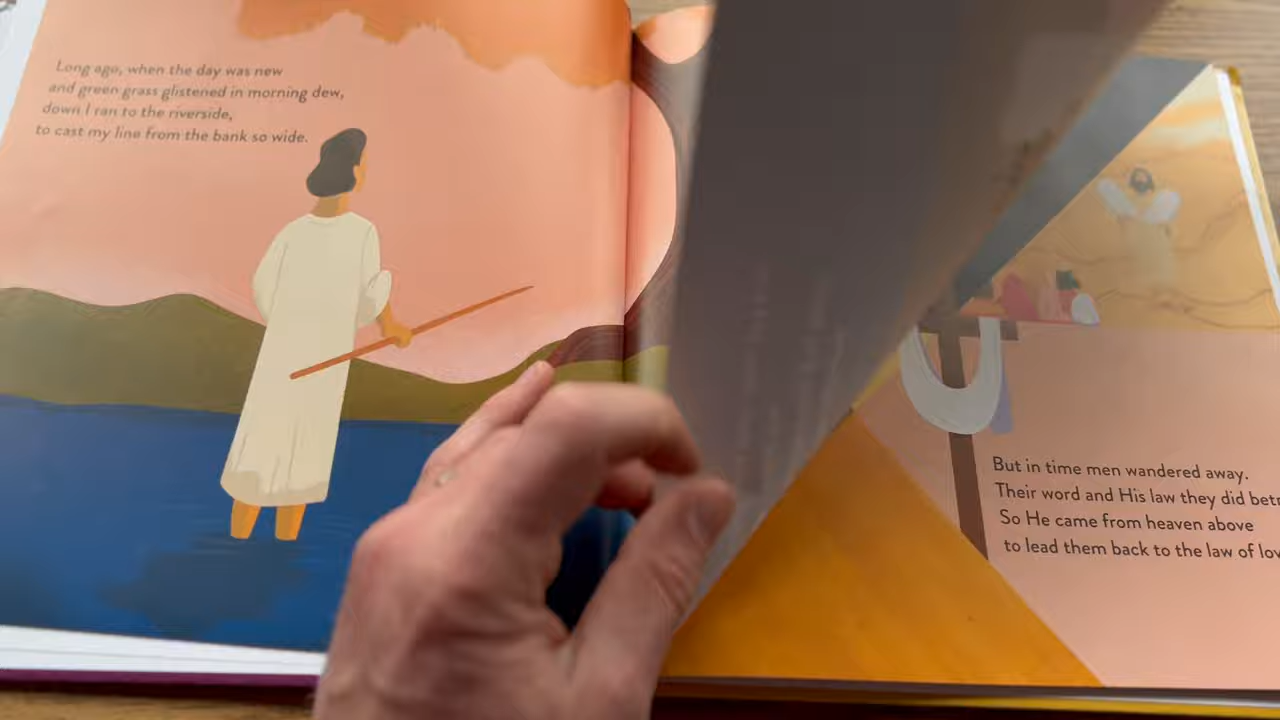 Long ago, when the day was new
and green grass glistened in morning dew,
down I ran to the riverside,
to cast my line from the bank so wide.
But in time men wandered away.
Their word and His law they did betr
So He came from heaven above
to lead them back to the law of lov